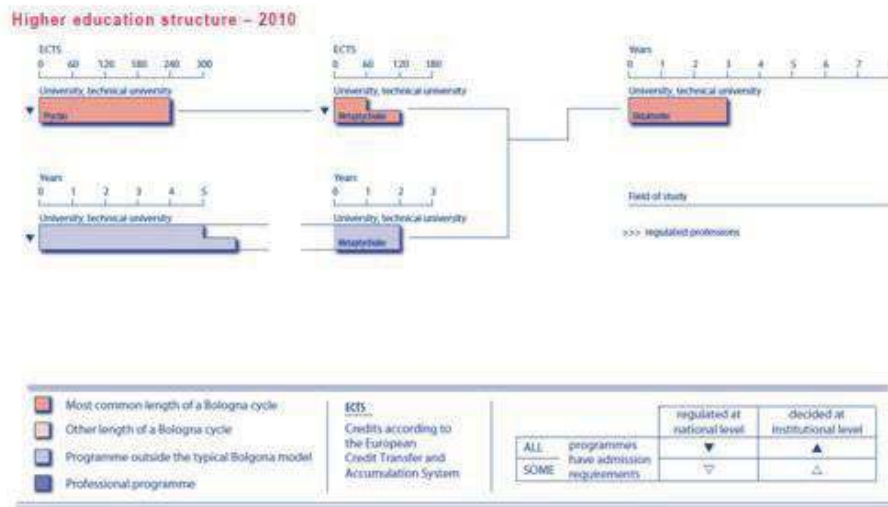 Higher education structure – 2010
ECTS
0 60 120 180 240 300
University, technical university
Ptychio
ECTS
0 60 120 180
University, technical university
Metaptychiako
Years
0 1 2 3 4 5 6 7
University, technical university
Didaktoriko
Years
0 1 2 3 4 5
University, technical university
Years
0 1 2 3
University, technical university
Metaptychiako
Field of study
>>> regulated professions
Most common length of a Bologna cycle
Other length of a Bologna cycle
Programme outside the typical Bolgona model
Professional programme
ECTS
Credits according to
the European
Credit Transfer and
Accumulation System
regulated at
national level
decided at
institutional level
ALL
SOME
programmes
have admission
requirements